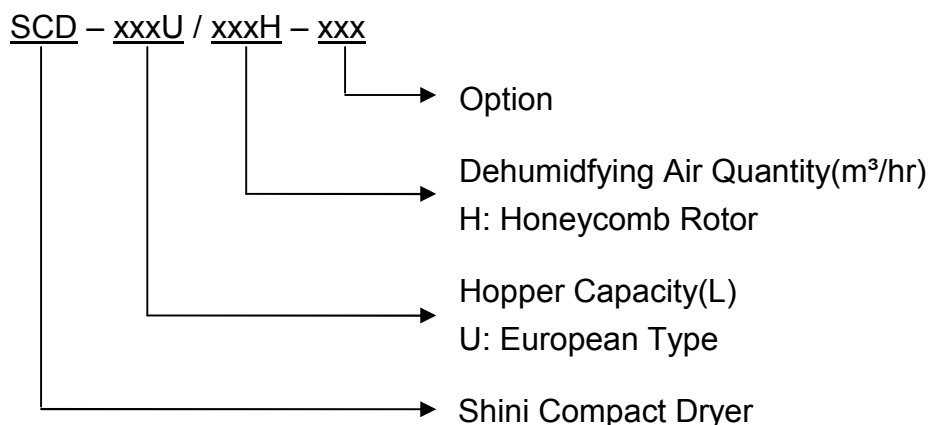 SCD – xxxU / xxxH – xxx
Option
Dehumidfying Air Quantity(m³/hr)
H: Honeycomb Rotor
Hopper Capacity(L)
U: European Type
Shini Compact Dryer